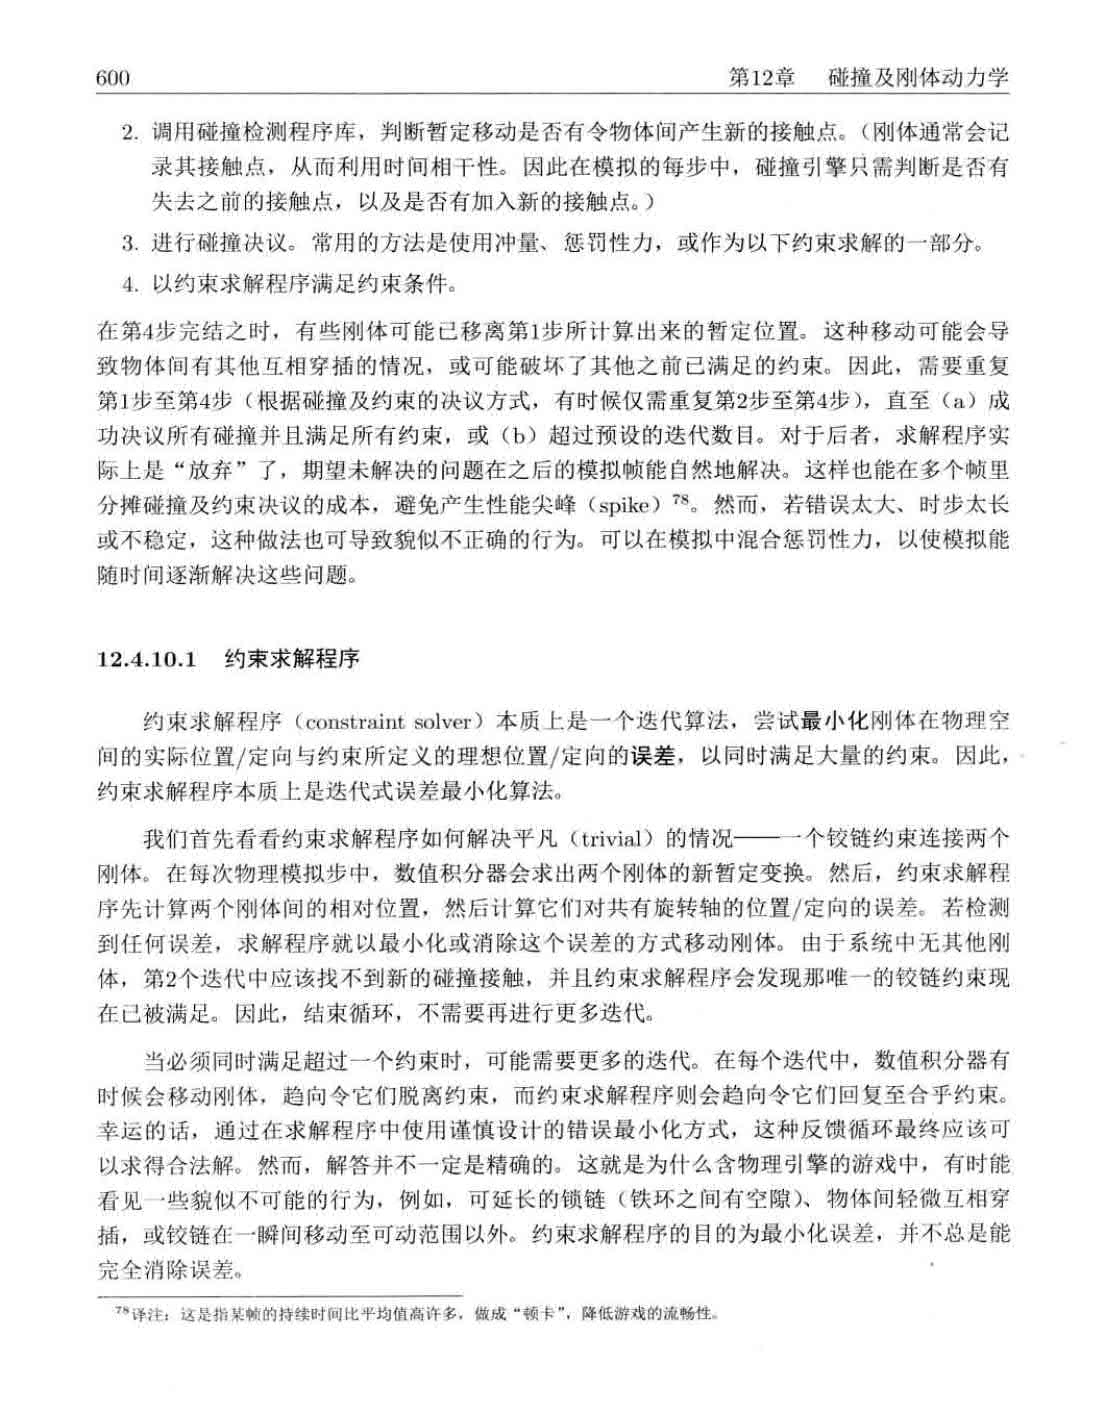 600 第12章 碰撞及刚体动力学
2. 调用碰撞检测程序库，判断暂定移动是否有令物体间产生新的接触点。（刚体通常会记
录其接触点，从而利用时间相干性。因此在模拟的每步中，碰撞引擎只需判断是否有
失去之前的接触点，以及是否有加入新的接触点。）
3. 进行碰撞决议。常用的方法是使用冲量、惩罚性力，或作为以下约束求解的一部分。
4. 以约束求解程序满足约束条件。
在第4步完结之时，有些刚体可能已移离第1步所计算出来的暂定位置。这种移动可能会导
致物体间有其他互相穿插的情况，或可能破坏了其他之前已满足的约束。因此，需要重复
第1步至第4步（根据碰撞及约束的决议方式，有时候仅需重复第2步至第4步），直至（a）成
功决议所有碰撞并且满足所有约束，或（b）超过预设的迭代数目。对于后者，求解程序实
际上是“放弃”了，期望未解决的问题在之后的模拟帧能自然地解决。这样也能在多个帧里
分摊碰撞及约束决议的成本，避免产生性能尖峰（spike）78。然而，若错误太大、时步太长
或不稳定，这种做法也可导致貌似不正确的行为。可以在模拟中混合惩罚性力，以使模拟能
随时间逐渐解决这些问题。
12.4.10.1 约束求解程序
约束求解程序（constraint solver）本质上是一个迭代算法，尝试最小化刚体在物理空
间的实际位置/定向与约束所定义的理想位置/定向的误差，以同时满足大量的约束。因此，
约束求解程序本质上是迭代式误差最小化算法。
我们首先看看约束求解程序如何解决平凡（trivial）的情况——一个铰链约束连接两个
刚体。在每次物理模拟步中，数值积分器会求出两个刚体的新暂定变换。然后，约束求解程
序先计算两个刚体间的相对位置，然后计算它们对共有旋转轴的位置/定向的误差。若检测
到任何误差，求解程序就以最小化或消除这个误差的方式移动刚体。由于系统中无其他刚
体，第2个迭代中应该找不到新的碰撞接触，并且约束求解程序会发现那唯一的铰链约束现
在已被满足。因此，结束循环，不需要再进行更多迭代。
当必须同时满足超过一个约束时，可能需要更多的迭代。在每个迭代中，数值积分器有
时候会移动刚体，趋向令它们脱离约束，而约束求解程序则会趋向令它们回复至合乎约束。
幸运的话，通过在求解程序中使用谨慎设计的错误最小化方式，这种反馈循环最终应该可
以求得合法解。然而，解答并不一定是精确的。这就是为什么含物理引擎的游戏中，有时能
看见一些貌似不可能的行为，例如，可延长的锁链（铁环之间有空隙）、物体间轻微互相穿
插，或铰链在一瞬间移动至可动范围以外。约束求解程序的目的为最小化误差，并不总是能
完全消除误差。
78译注：这是指某帧的持续时间比平均值高许多，做成“顿卡”，降低游戏的流畅性。